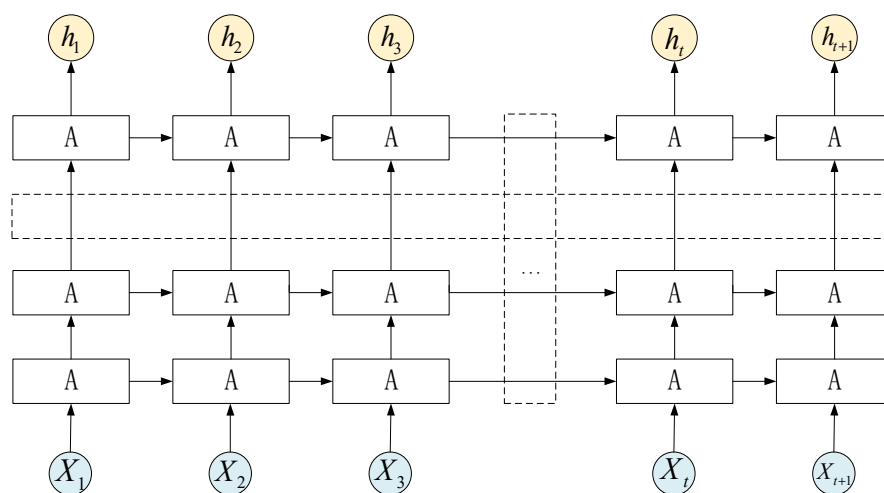 h1 h2 h3 ht ht+1
A A A A A
...
A A A A A
A A A A A
X1 X2 X3 Xt Xt+1